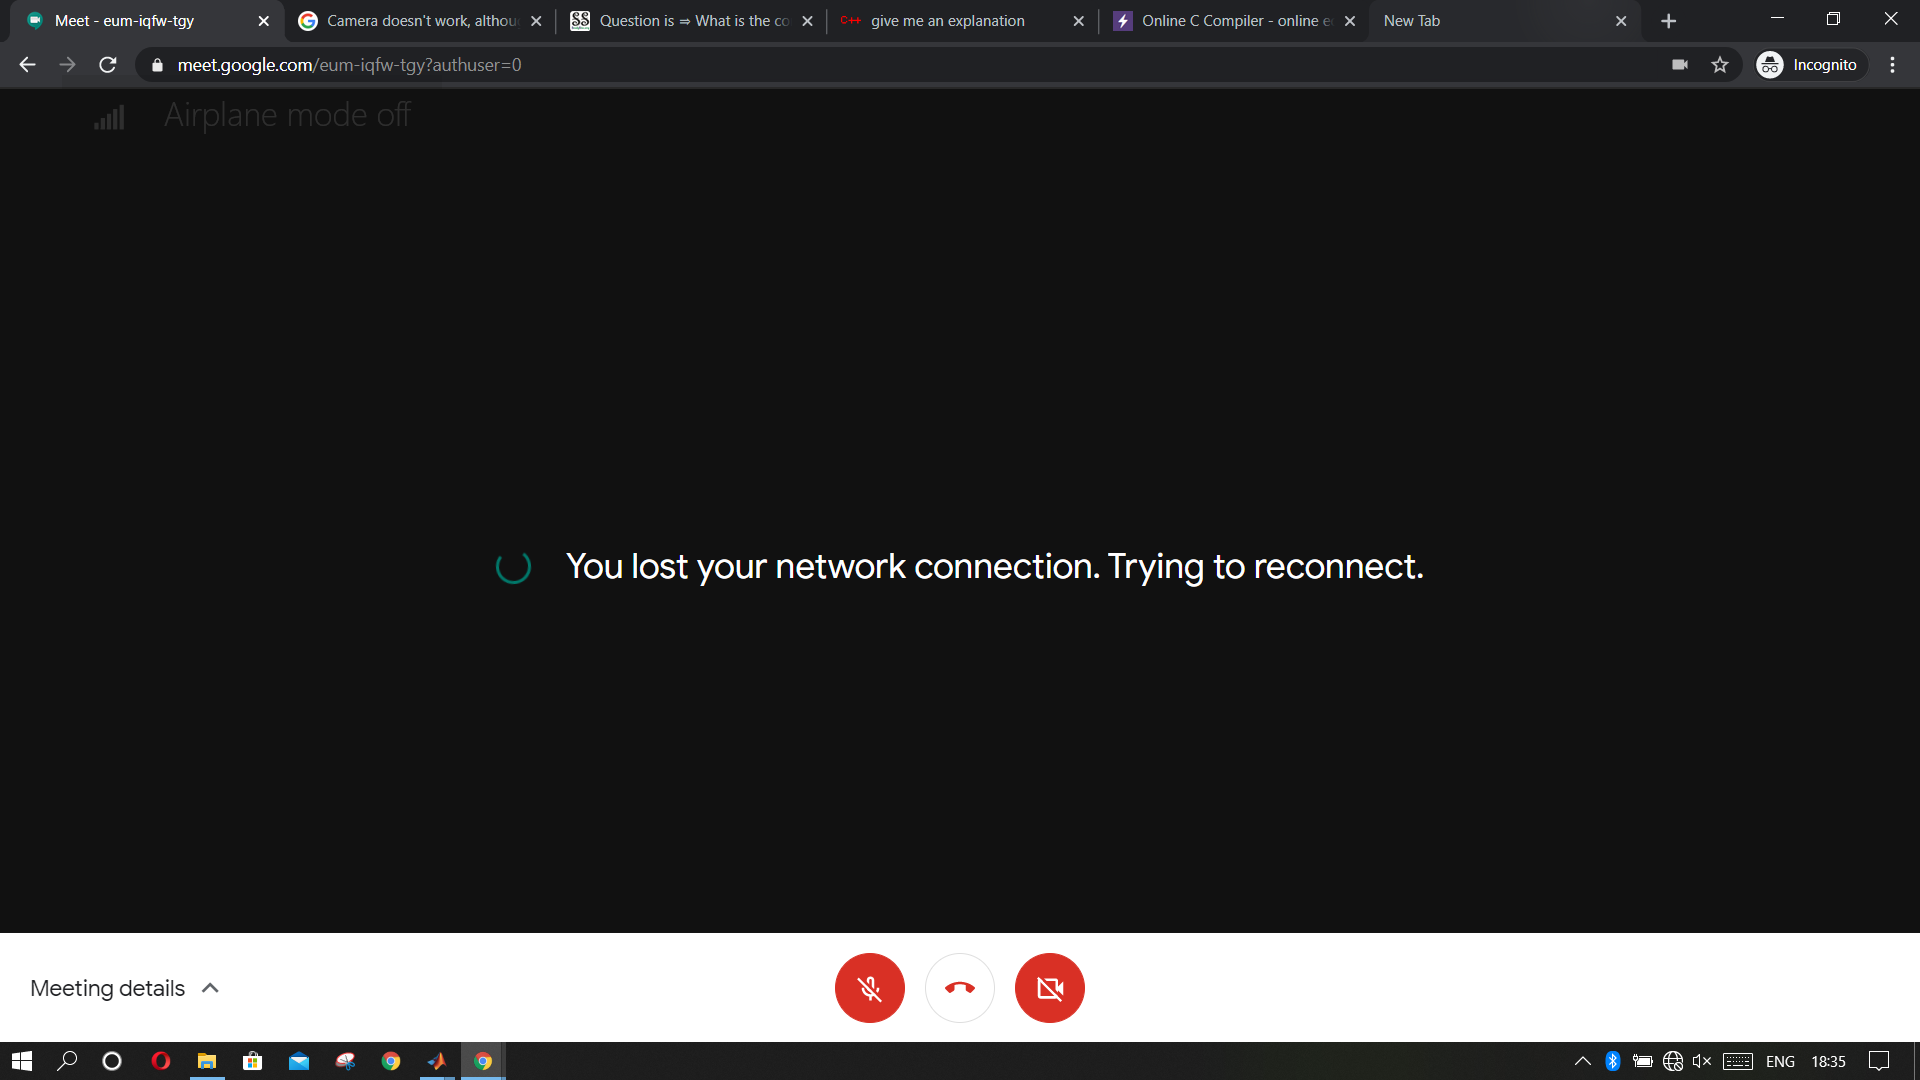 Meet - eum-iqfw-tgy
Camera doesn't work, althou
Question is ⇒ What is the co
C++ give me an explanation
Online C Compiler - online e
New Tab
meet.google.com/eum-iqfw-tgy?authuser=0
Incognito
Airplane mode off
You lost your network connection. Trying to reconnect.
Meeting details
ENG
18:35